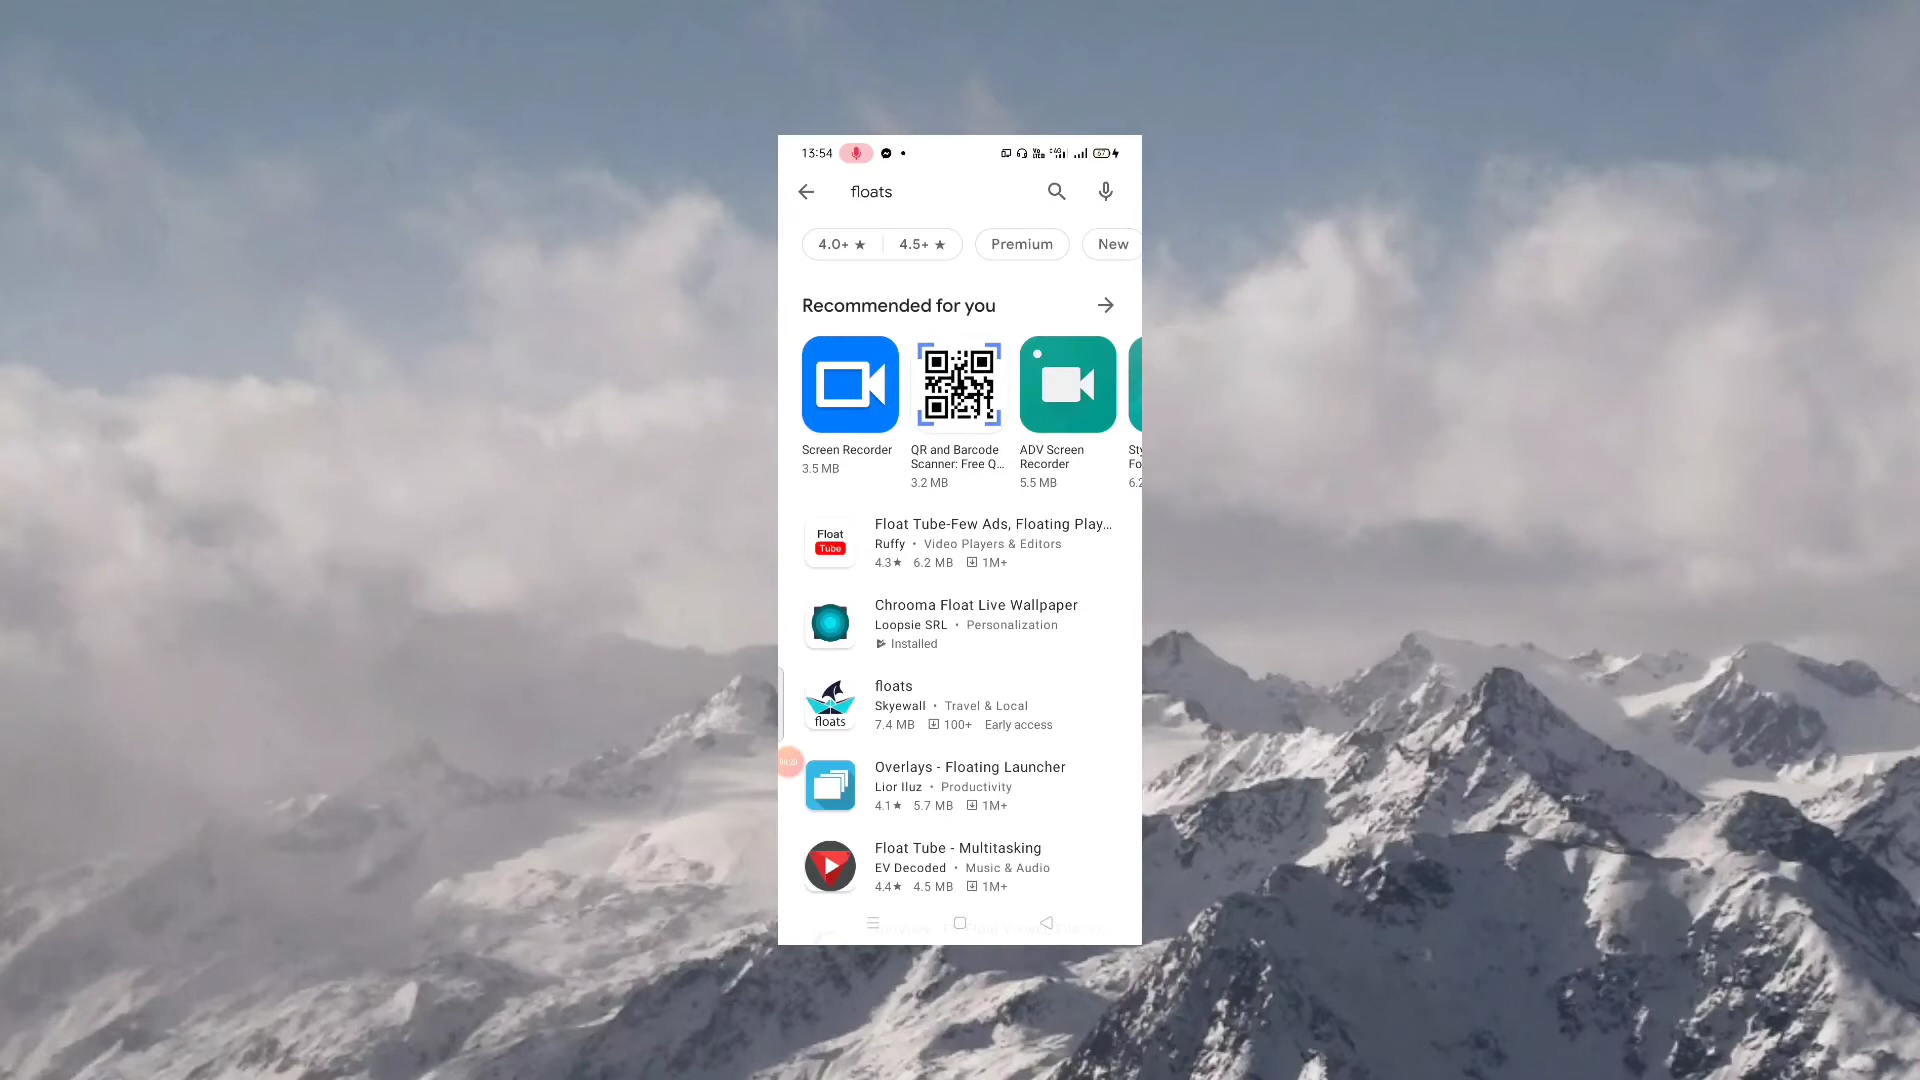 13:54
floats
4.0+ ★ 4.5+ ★ Premium New
Recommended for you
Screen Recorder
3.5 MB
QR and Barcode
Scanner: Free Q...
3.2 MB
ADV Screen
Recorder
5.5 MB
Float
Tube
Float Tube-Few Ads, Floating Play...
Ruffy • Video Players & Editors
4.3★ 6.2 MB 1M+
Chrooma Float Live Wallpaper
Loopsie SRL • Personalization
Installed
floats
floats
Skyewall • Travel & Local
7.4 MB 100+ Early access
Overlays - Floating Launcher
Lior Iluz • Productivity
4.1★ 5.7 MB 1M+
Float Tube - Multitasking
EV Decoded • Music & Audio
4.4★ 4.5 MB 1M+